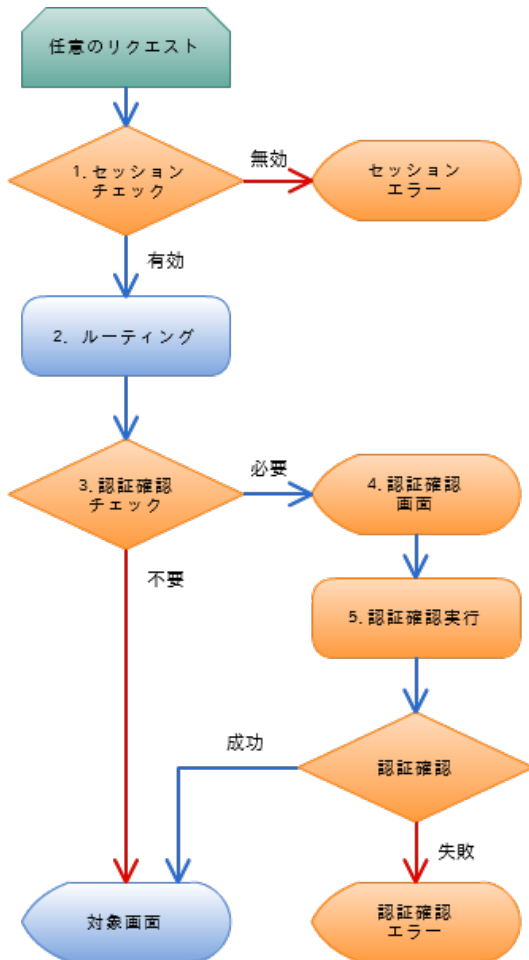 任意のリクエスト
1.セッション
チェック
無効
セッション
エラー
有効
2. ルーティング
3.認証確認
チェック
必要
4.認証確認
画面
不要
5.認証確認実行
成功
認証確認
失敗
対象画面
認証確認
エラー